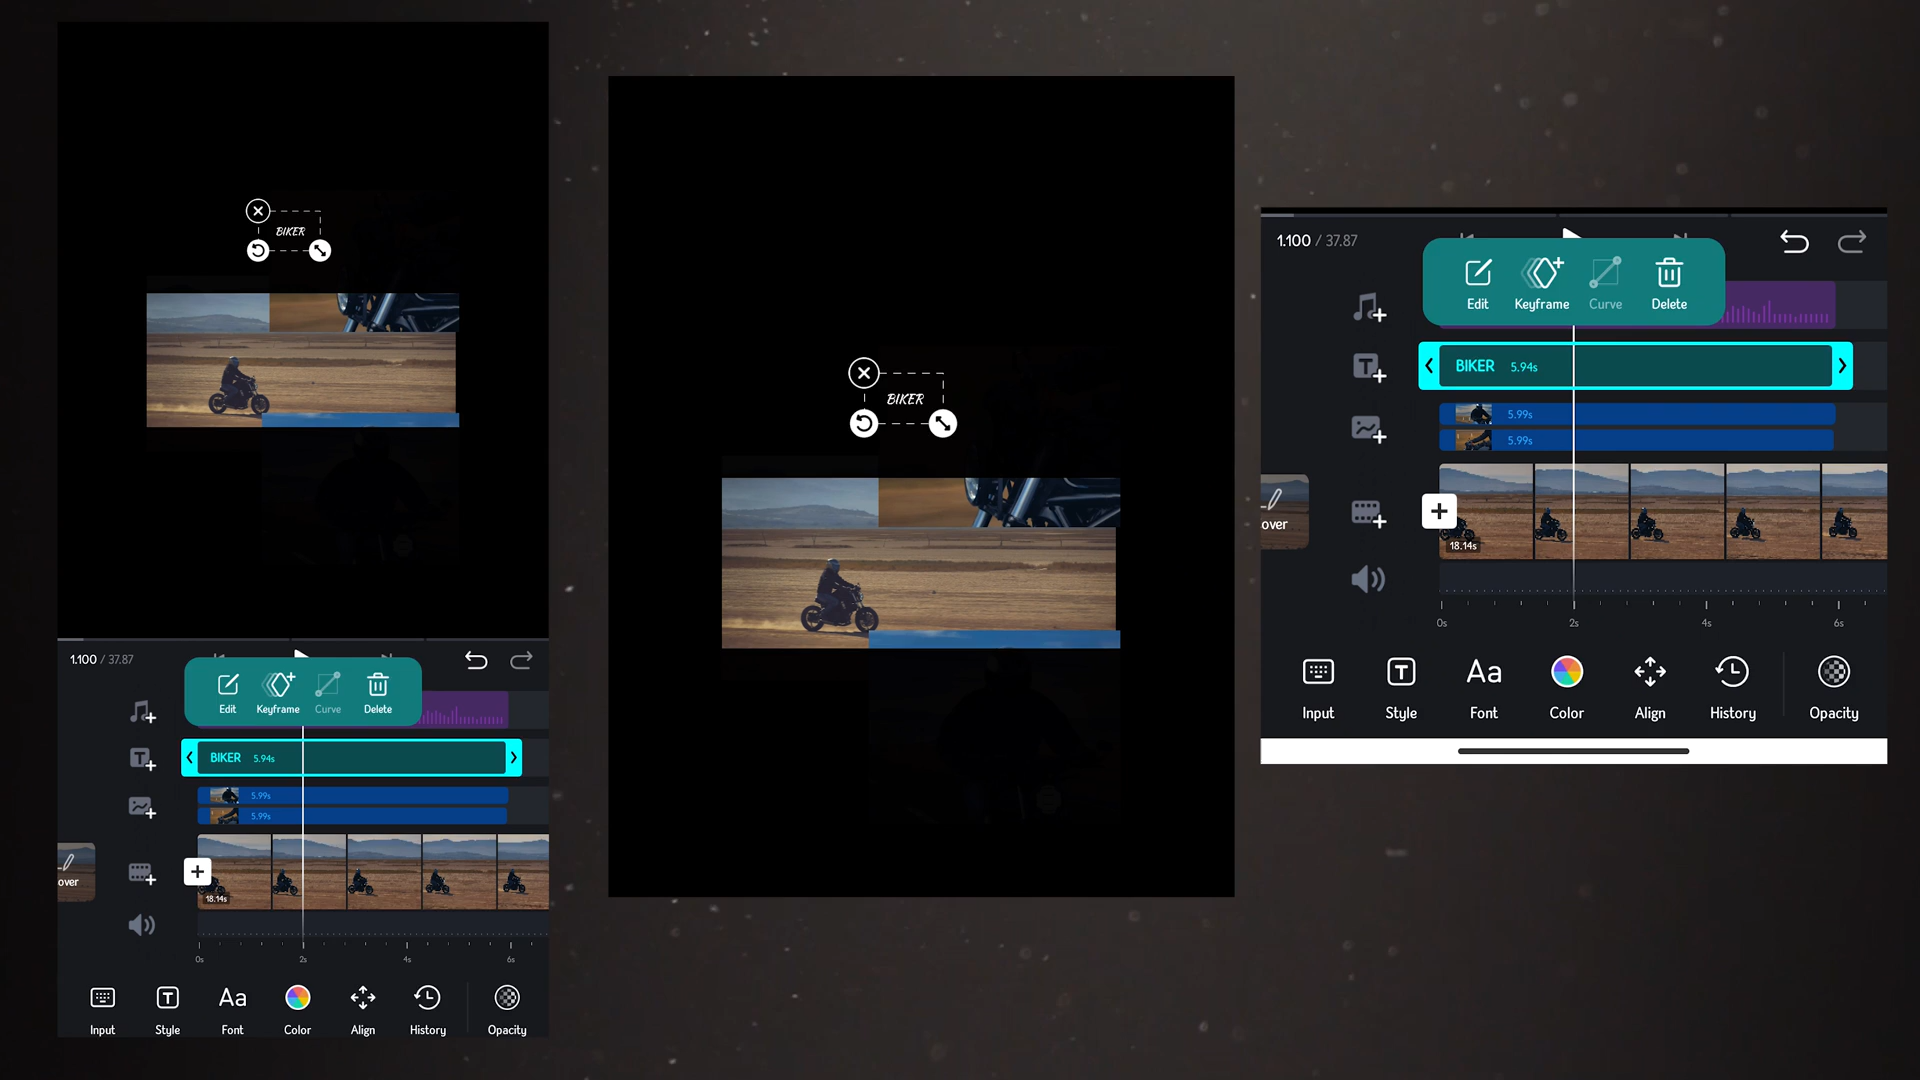 BIKER
1.100 / 37.87
Edit Keyframe Curve Delete
BIKER 5.94s
5.99s
5.99s
over
18.14s
0s 2s 4s 6s
Input Style Font Color Align History Opacity
BIKER
1.100 / 37.87
Edit Keyframe Curve Delete
BIKER 5.94s
5.99s
5.99s
over
18.14s
0s 2s 4s 6s
Aa
Input Style Font Color Align History Opacity